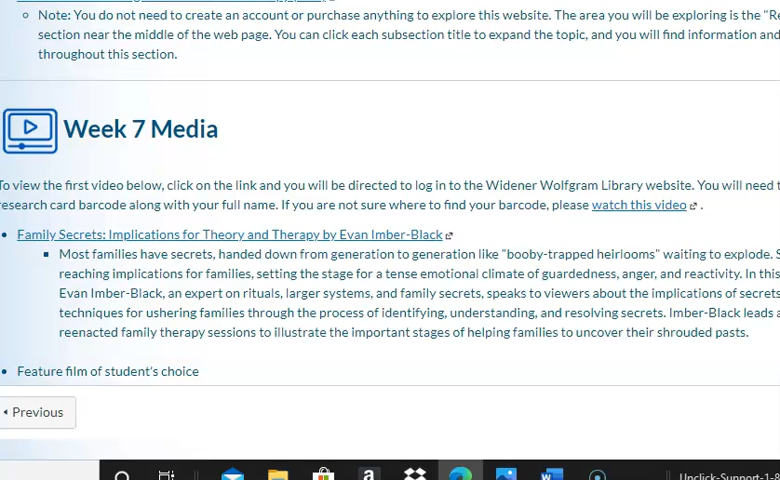 Note: You do not need to create an account or purchase anything to explore this website. The area you will be exploring is the "Re
section near the middle of the web page. You can click each subsection title to expand the topic, and you will find information and
throughout this section.
Week 7 Media
To view the first video below, click on the link and you will be directed to log in to the Widener Wolfgram Library website. You will need t
research card barcode along with your full name. If you are not sure where to find your barcode, please watch this video .
Family Secrets: Implications for Theory and Therapy by Evan Imber-Black
Most families have secrets, handed down from generation to generation like "booby-trapped heirlooms" waiting to explode. S
reaching implications for families, setting the stage for a tense emotional climate of guardedness, anger, and reactivity. In this
Evan Imber-Black, an expert on rituals, larger systems, and family secrets, speaks to viewers about the implications of secrets
techniques for ushering families through the process of identifying, understanding, and resolving secrets. Imber-Black leads a
reenacted family therapy sessions to illustrate the important stages of helping families to uncover their shrouded pasts.
Feature film of student's choice
Previous
Unclick-Support-1-8